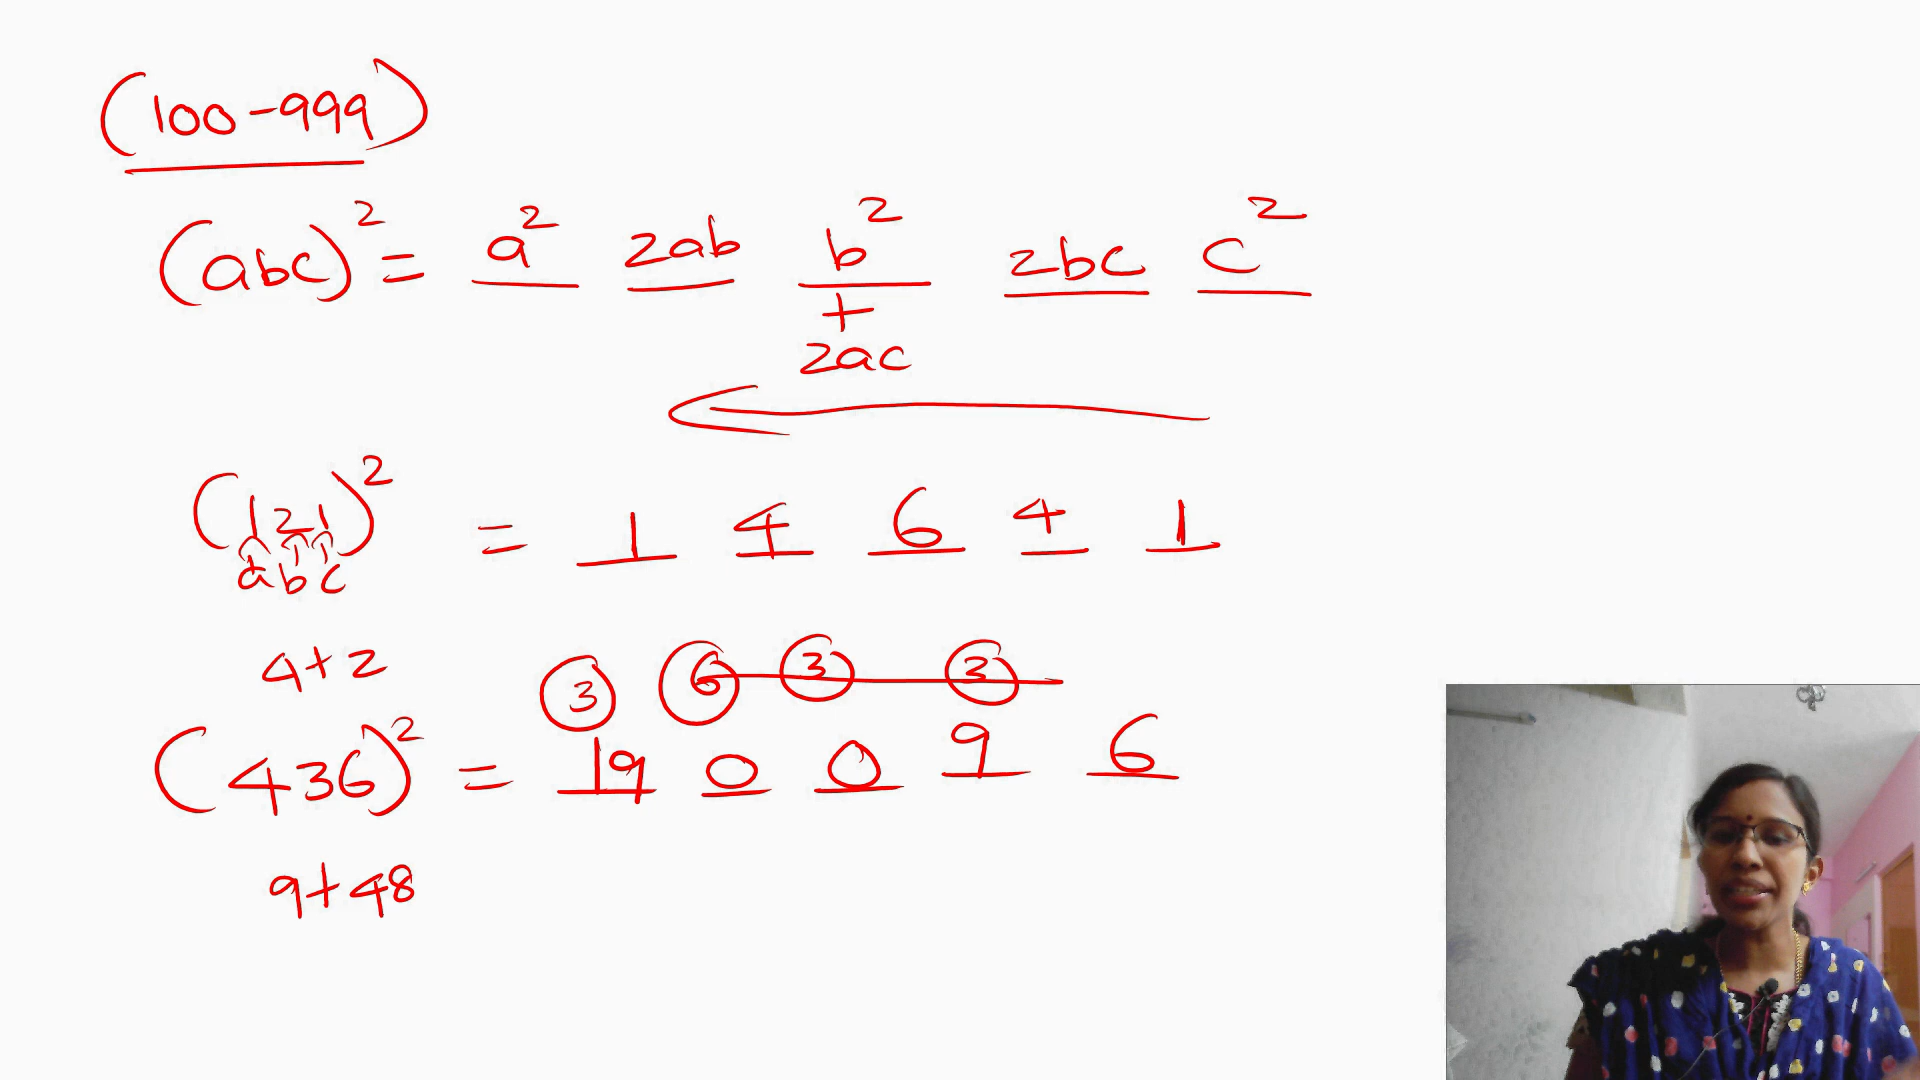 (100-999)
(abc)² = a² 2ab b² 2bc c²
+
2ac
(121)² = 1 4 6 4 1
abc
4+2
3 6 3 3
(436)² = 19 0 0 9 6
9+48